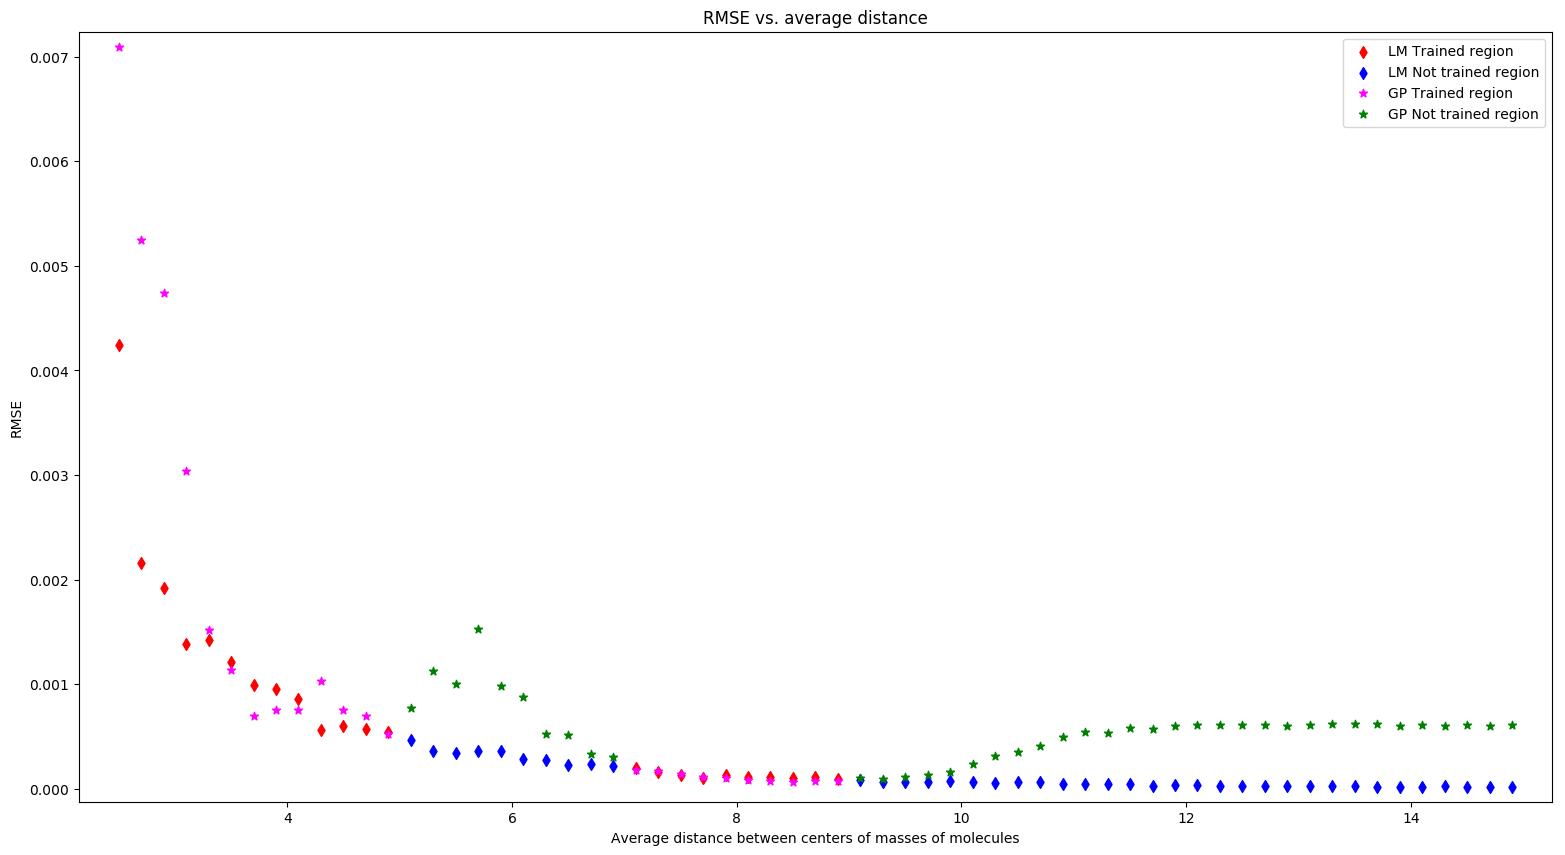 RMSE vs. average distance
LM Trained region
LM Not trained region
GP Trained region
GP Not trained region
0.007
0.006
0.005
0.004
0.003
0.002
0.001
0.000
RMSE
4 6 8 10 12 14
Average distance between centers of masses of molecules